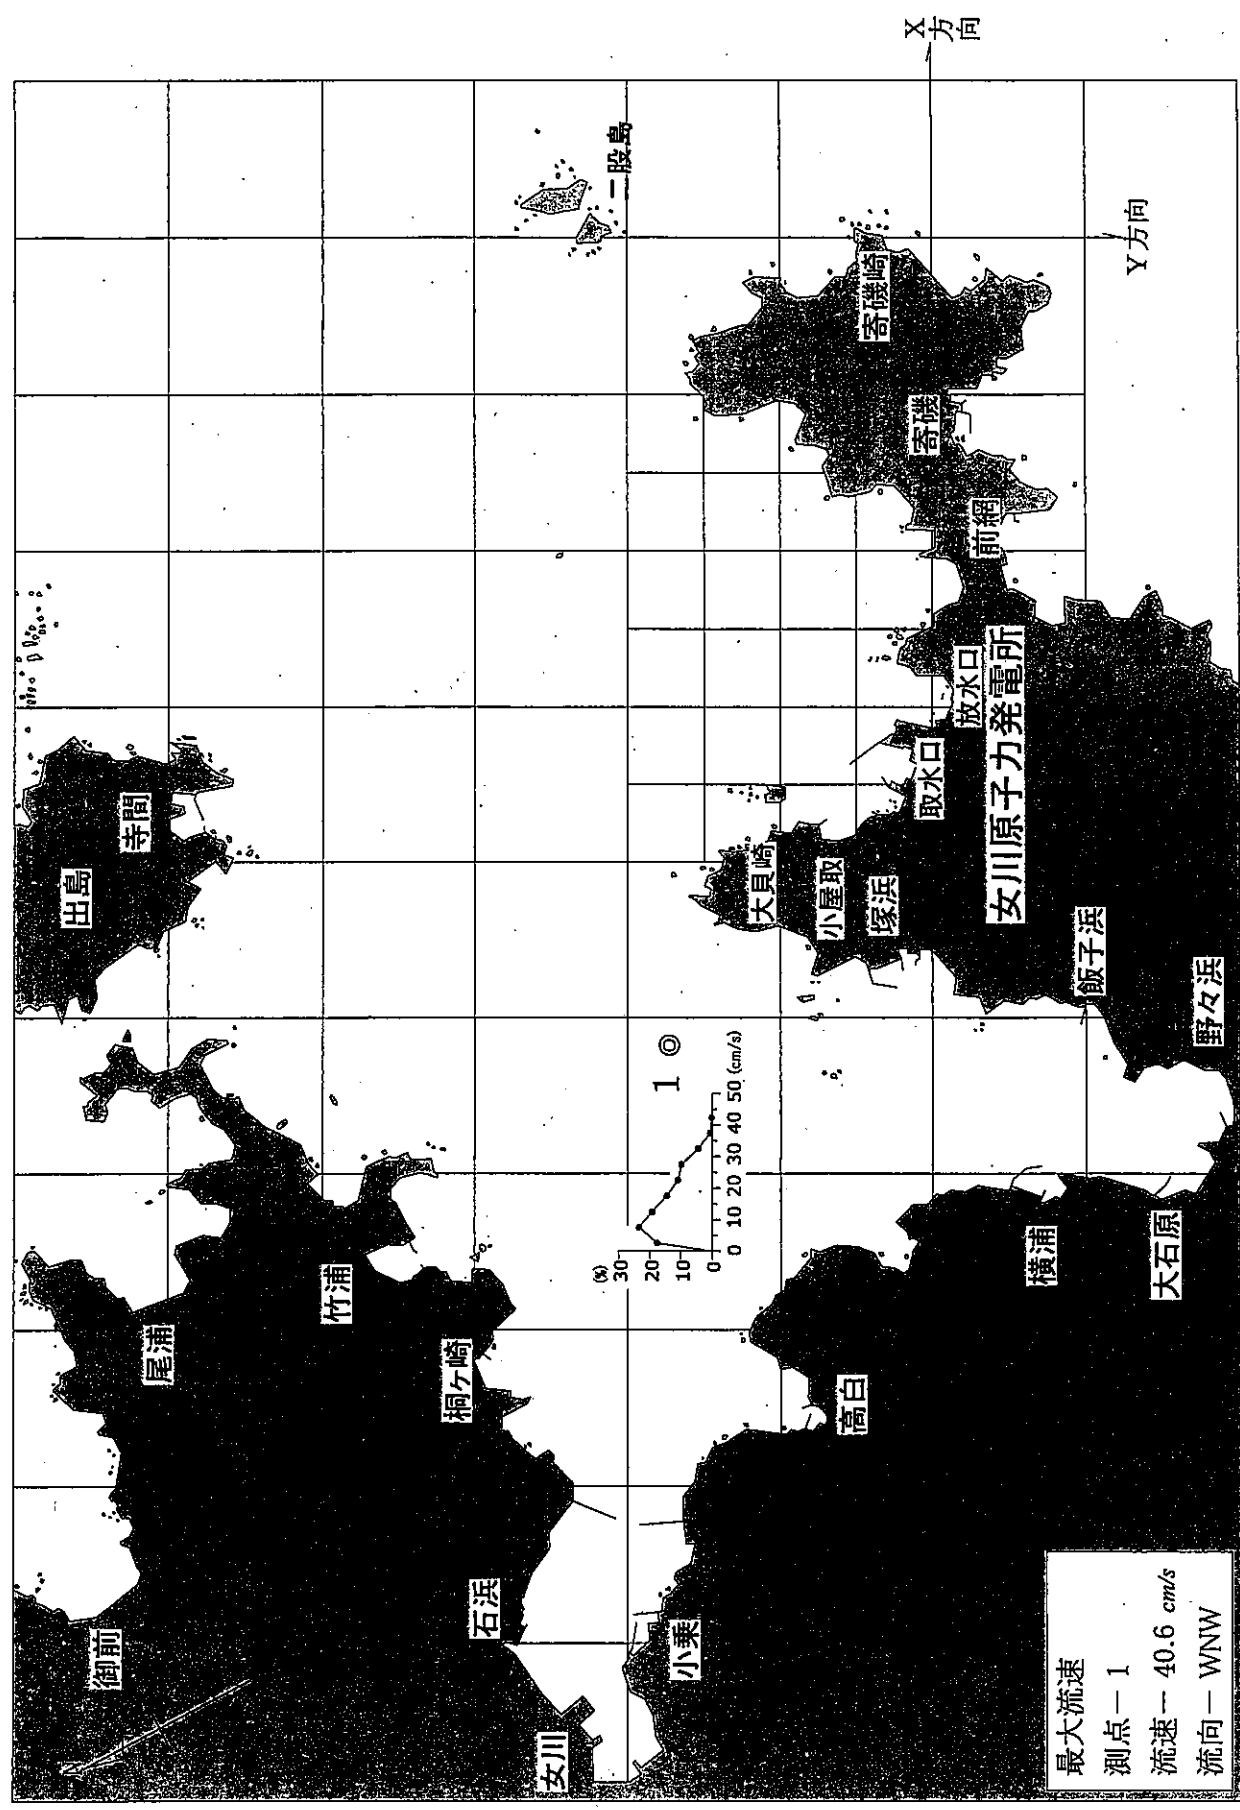 出島
寺間
二股島
御前
尾浦
竹浦
桐ヶ崎
石浜
女川
小乗
高白
横浦
大石原
野々浜
飯子浜
塚浜
小屋取
大貝崎
取水口
放水口
女川原子力発電所
前網
寄磯
寄磯崎
X方向
Y方向
1
(%)
30
20
10
0
0 10 20 30 40 50 (cm/s)
最大流速
測点－1
流速－40.6 cm/s
流向－WNW